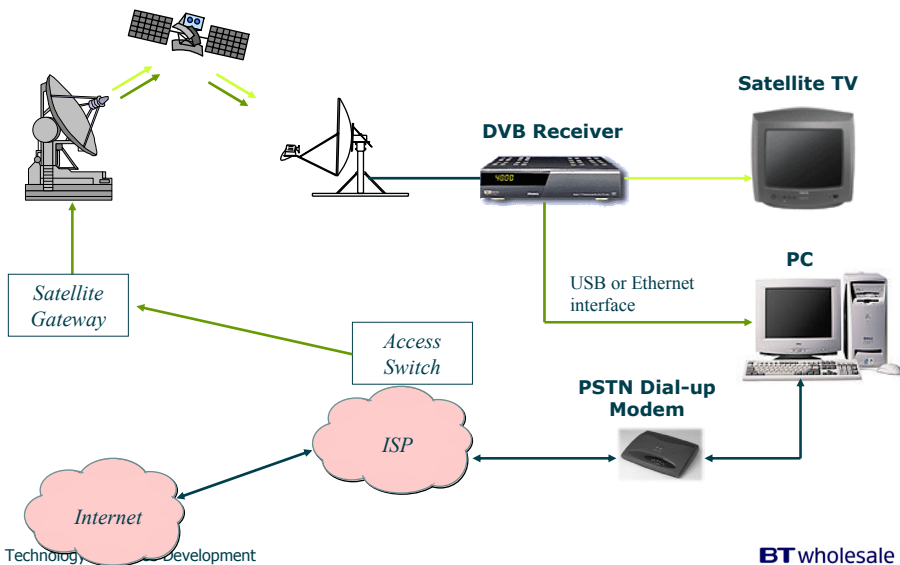 Satellite TV
DVB Receiver
4000
PC
USB or Ethernet
interface
Satellite
Gateway
Access
Switch
PSTN Dial-up
Modem
ISP
Internet
Technology Development
BT wholesale